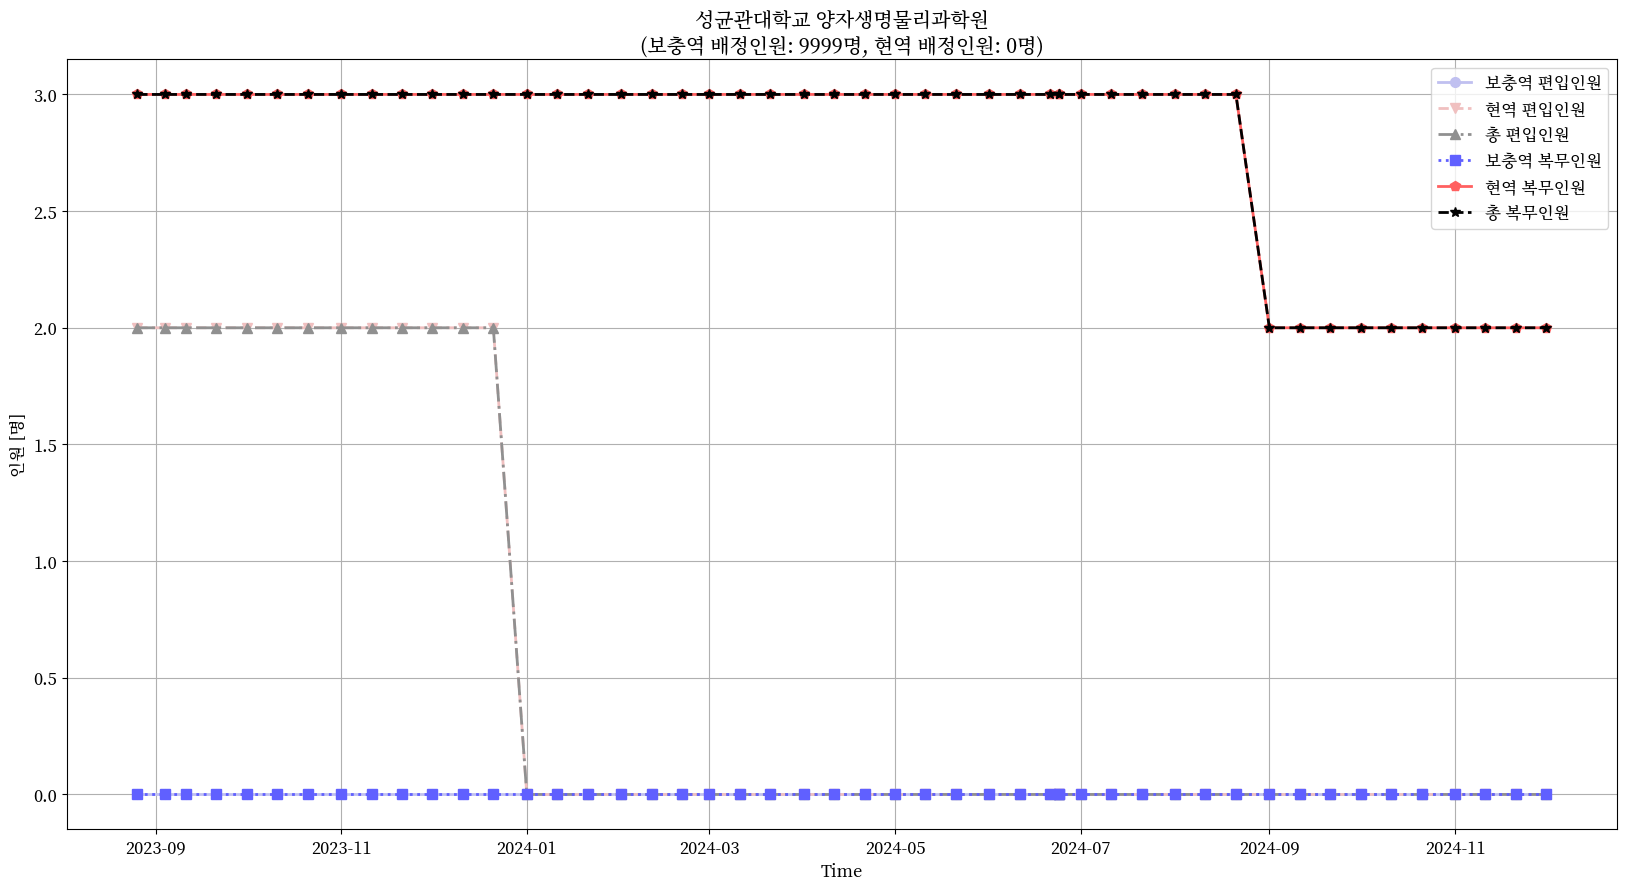 성균관대학교 양자생명물리과학원
(보충역 배정인원: 9999명, 현역 배정인원: 0명)
보충역 편입인원
현역 편입인원
총 편입인원
보충역 복무인원
현역 복무인원
총 복무인원
인원 [명]
3.0
2.5
2.0
1.5
1.0
0.5
0.0
2023-09
2023-11
2024-01
2024-03
2024-05
2024-07
2024-09
2024-11
Time